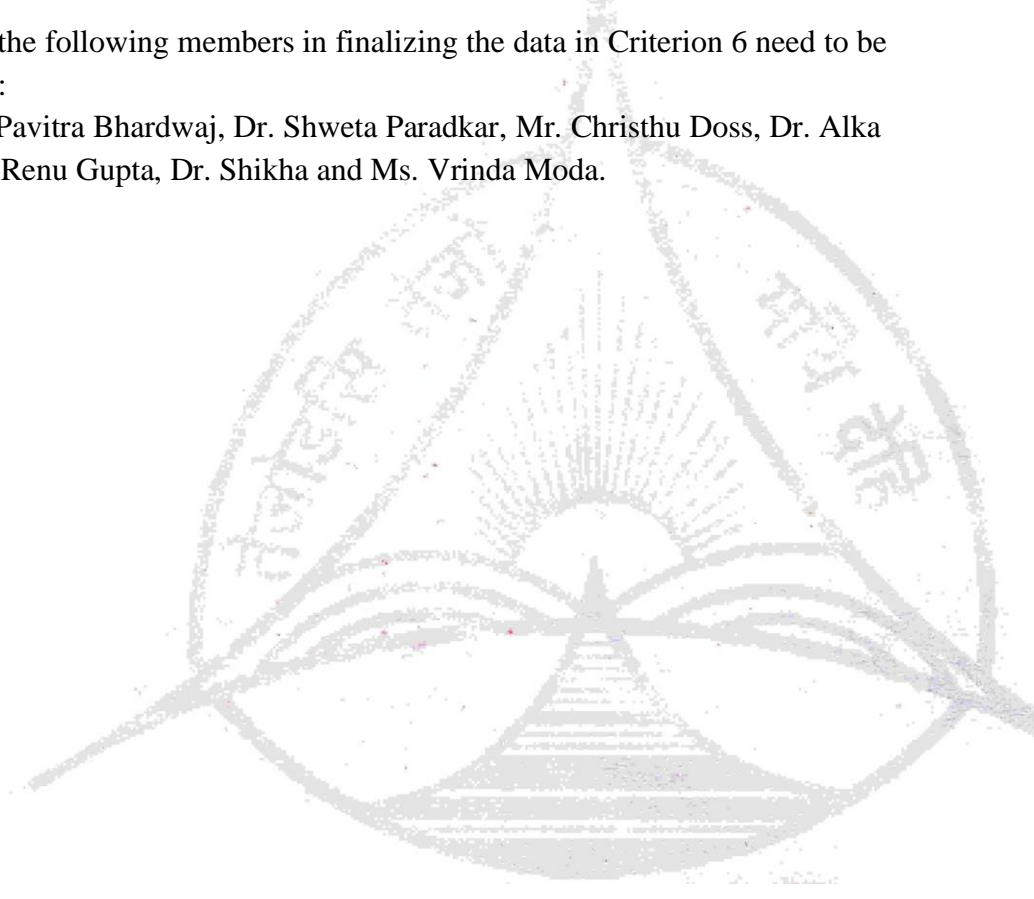 the following members in finalizing the data in Criterion 6 need to be
:
Pavitra Bhardwaj, Dr. Shweta Paradkar, Mr. Christhu Doss, Dr. Alka
Renu Gupta, Dr. Shikha and Ms. Vrinda Moda.